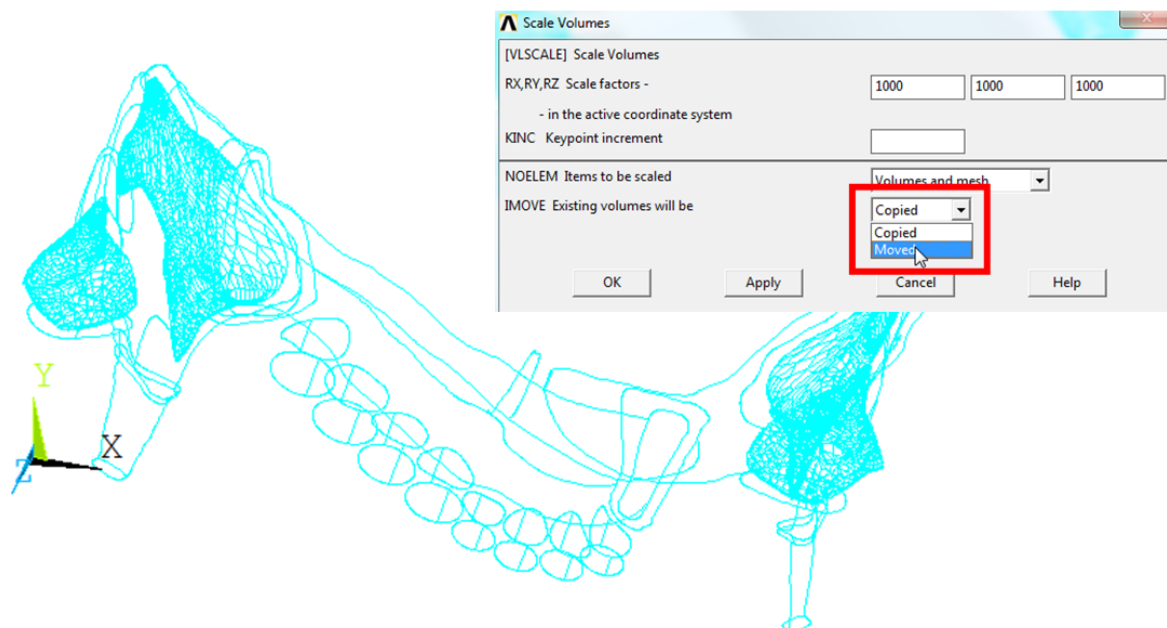 Scale Volumes
[VLSCALE] Scale Volumes
RX,RY,RZ Scale factors -
1000 1000 1000
- in the active coordinate system
KINC Keypoint increment
NOELEM Items to be scaled
Volumes and mesh
IMOVE Existing volumes will be
Copied
Copied
Moved
OK Apply Cancel Help
Y
X
Z